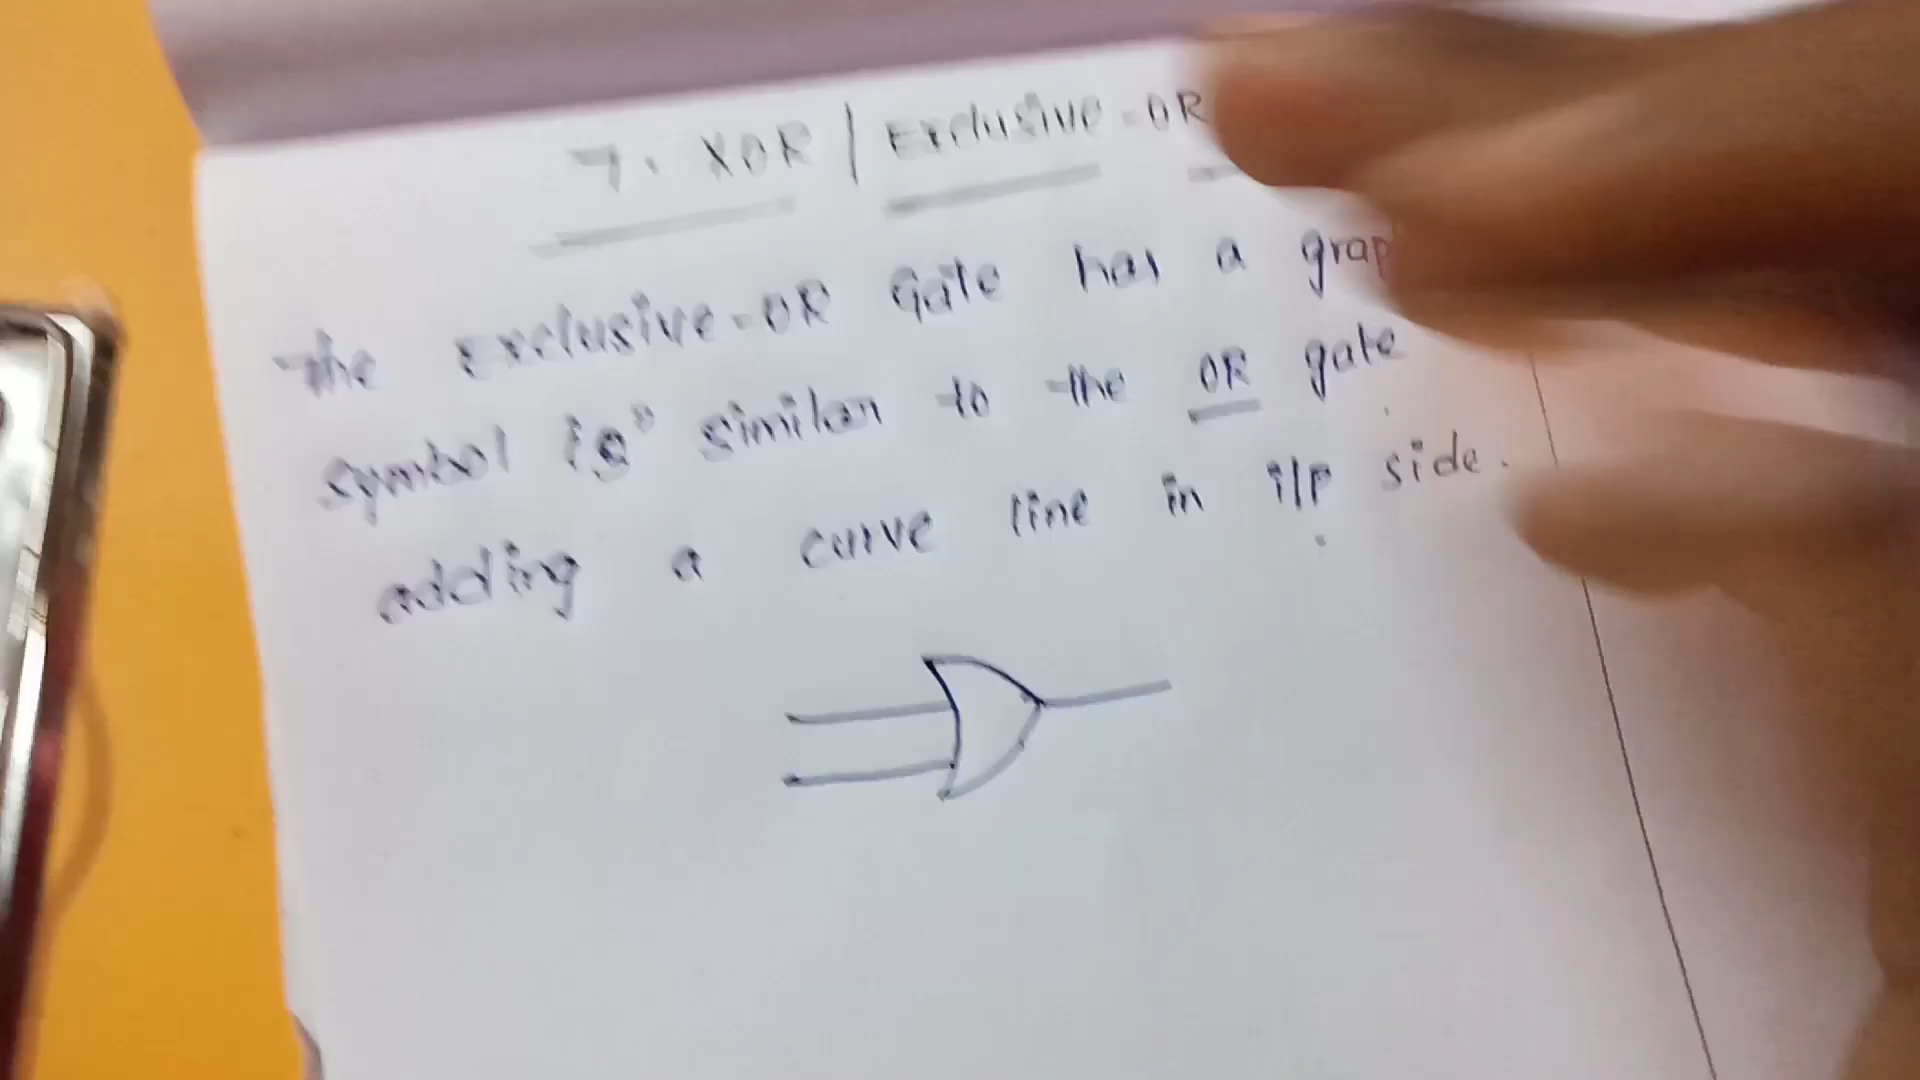 7. XOR | Exclusive-OR
The Exclusive-OR Gate has a grap
symbol is" similar to the OR gate
adding a curve line in i/p side.